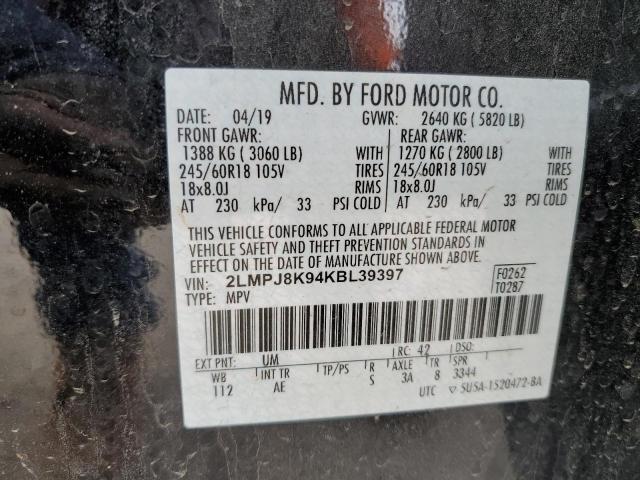 MFD. BY FORD MOTOR CO.
DATE: 04/19 GVWR: 2640 KG ( 5820 LB)
FRONT GAWR: REAR GAWR:
1388 KG ( 3060 LB) WITH 1270 KG ( 2800 LB) WITH
245/60R18 105V TIRES 245/60R18 105V TIRES
18x8.0J RIMS 18x8.0J RIMS
AT 230 kPa/ 33 PSI COLD AT 230 kPa/ 33 PSI COLD
THIS VEHICLE CONFORMS TO ALL APPLICABLE FEDERAL MOTOR
VEHICLE SAFETY AND THEFT PREVENTION STANDARDS IN
EFFECT ON THE DATE OF MANUFACTURE SHOWN ABOVE.
VIN: 2LMPJ8K94KBL39397 F0262
TYPE: MPV T0287
EXT PNT: UM RC: 42 DSO:
WB INT TR TP/PS R AXLE TR SPR
112 AE S 3A 8 3344
UTC ▽ 5USA-1520472-BA